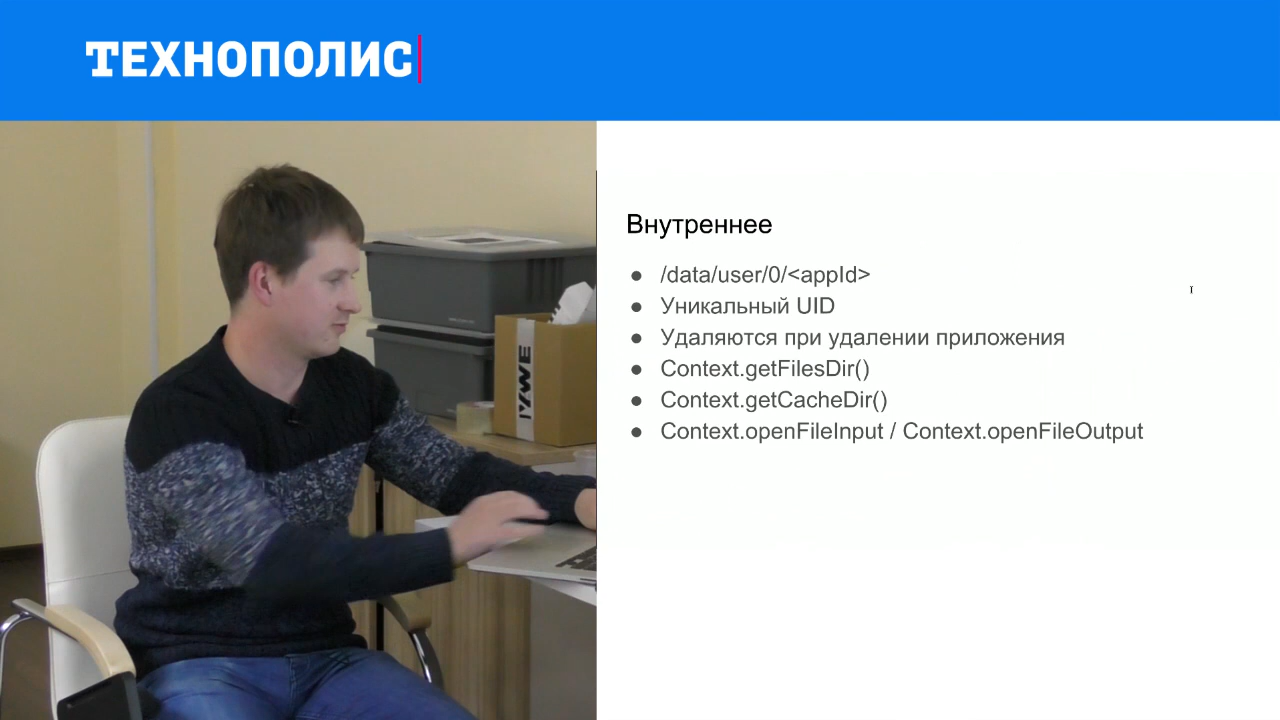 ТЕХНОПОЛИС
Внутреннее
● /data/user/0/<appId>
● Уникальный UID
● Удаляются при удалении приложения
● Context.getFilesDir()
● Context.getCacheDir()
● Context.openFileInput / Context.openFileOutput